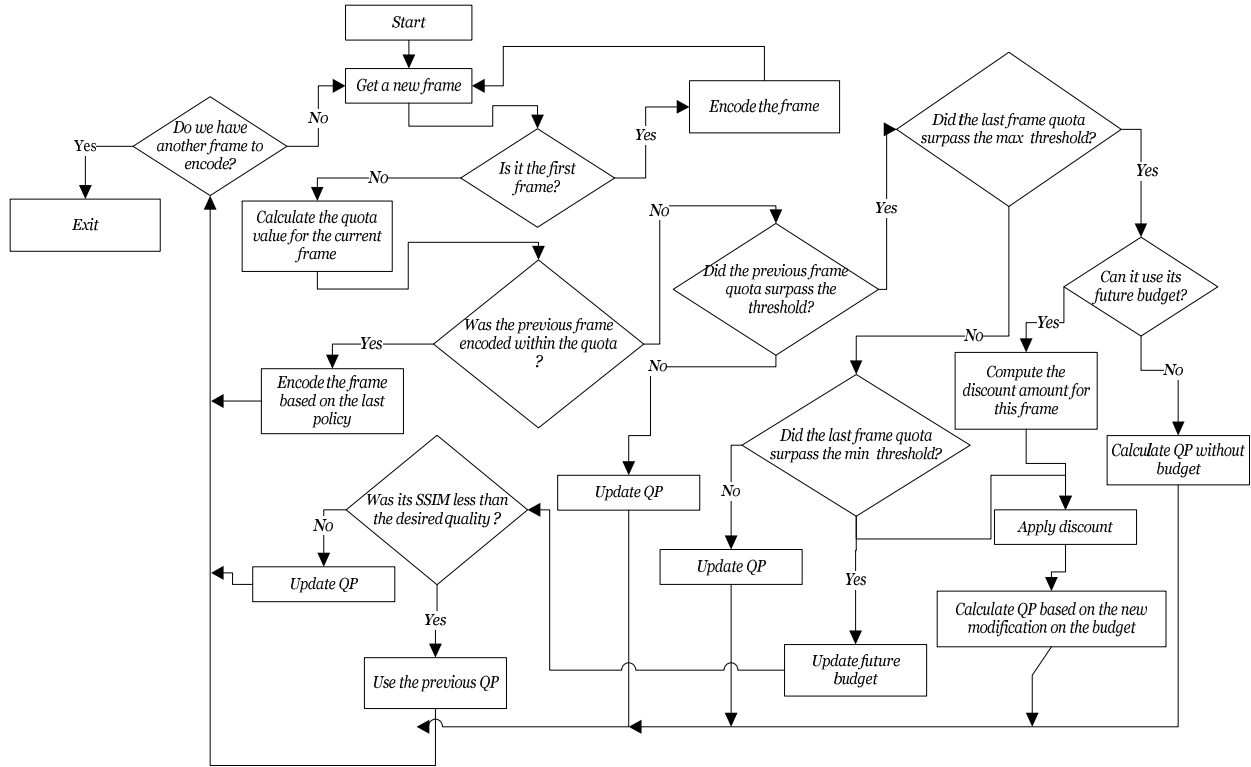 Start
Get a new frame
Encode the frame
Do we have
another frame to
encode?
No
Yes
Exit
Is it the first
frame?
Yes
No
Calculate the quota
value for the current
frame
Did the last frame quota
surpass the max threshold?
Yes
No
Yes
Did the previous frame
quota surpass the
threshold?
Can it use its
future budget?
Was the previous frame
encoded within the quota
?
Yes
No
Yes
No
No
Encode the frame
based on the last
policy
Compute the
discount amount for
this frame
Did the last frame quota
surpass the min threshold?
Calculate QP without
budget
Was its SSIM less than
the desired quality ?
Update QP
No
No
Apply discount
Update QP
Update QP
Yes
Yes
Calculate QP based on the new
modification on the budget
Use the previous QP
Update future
budget